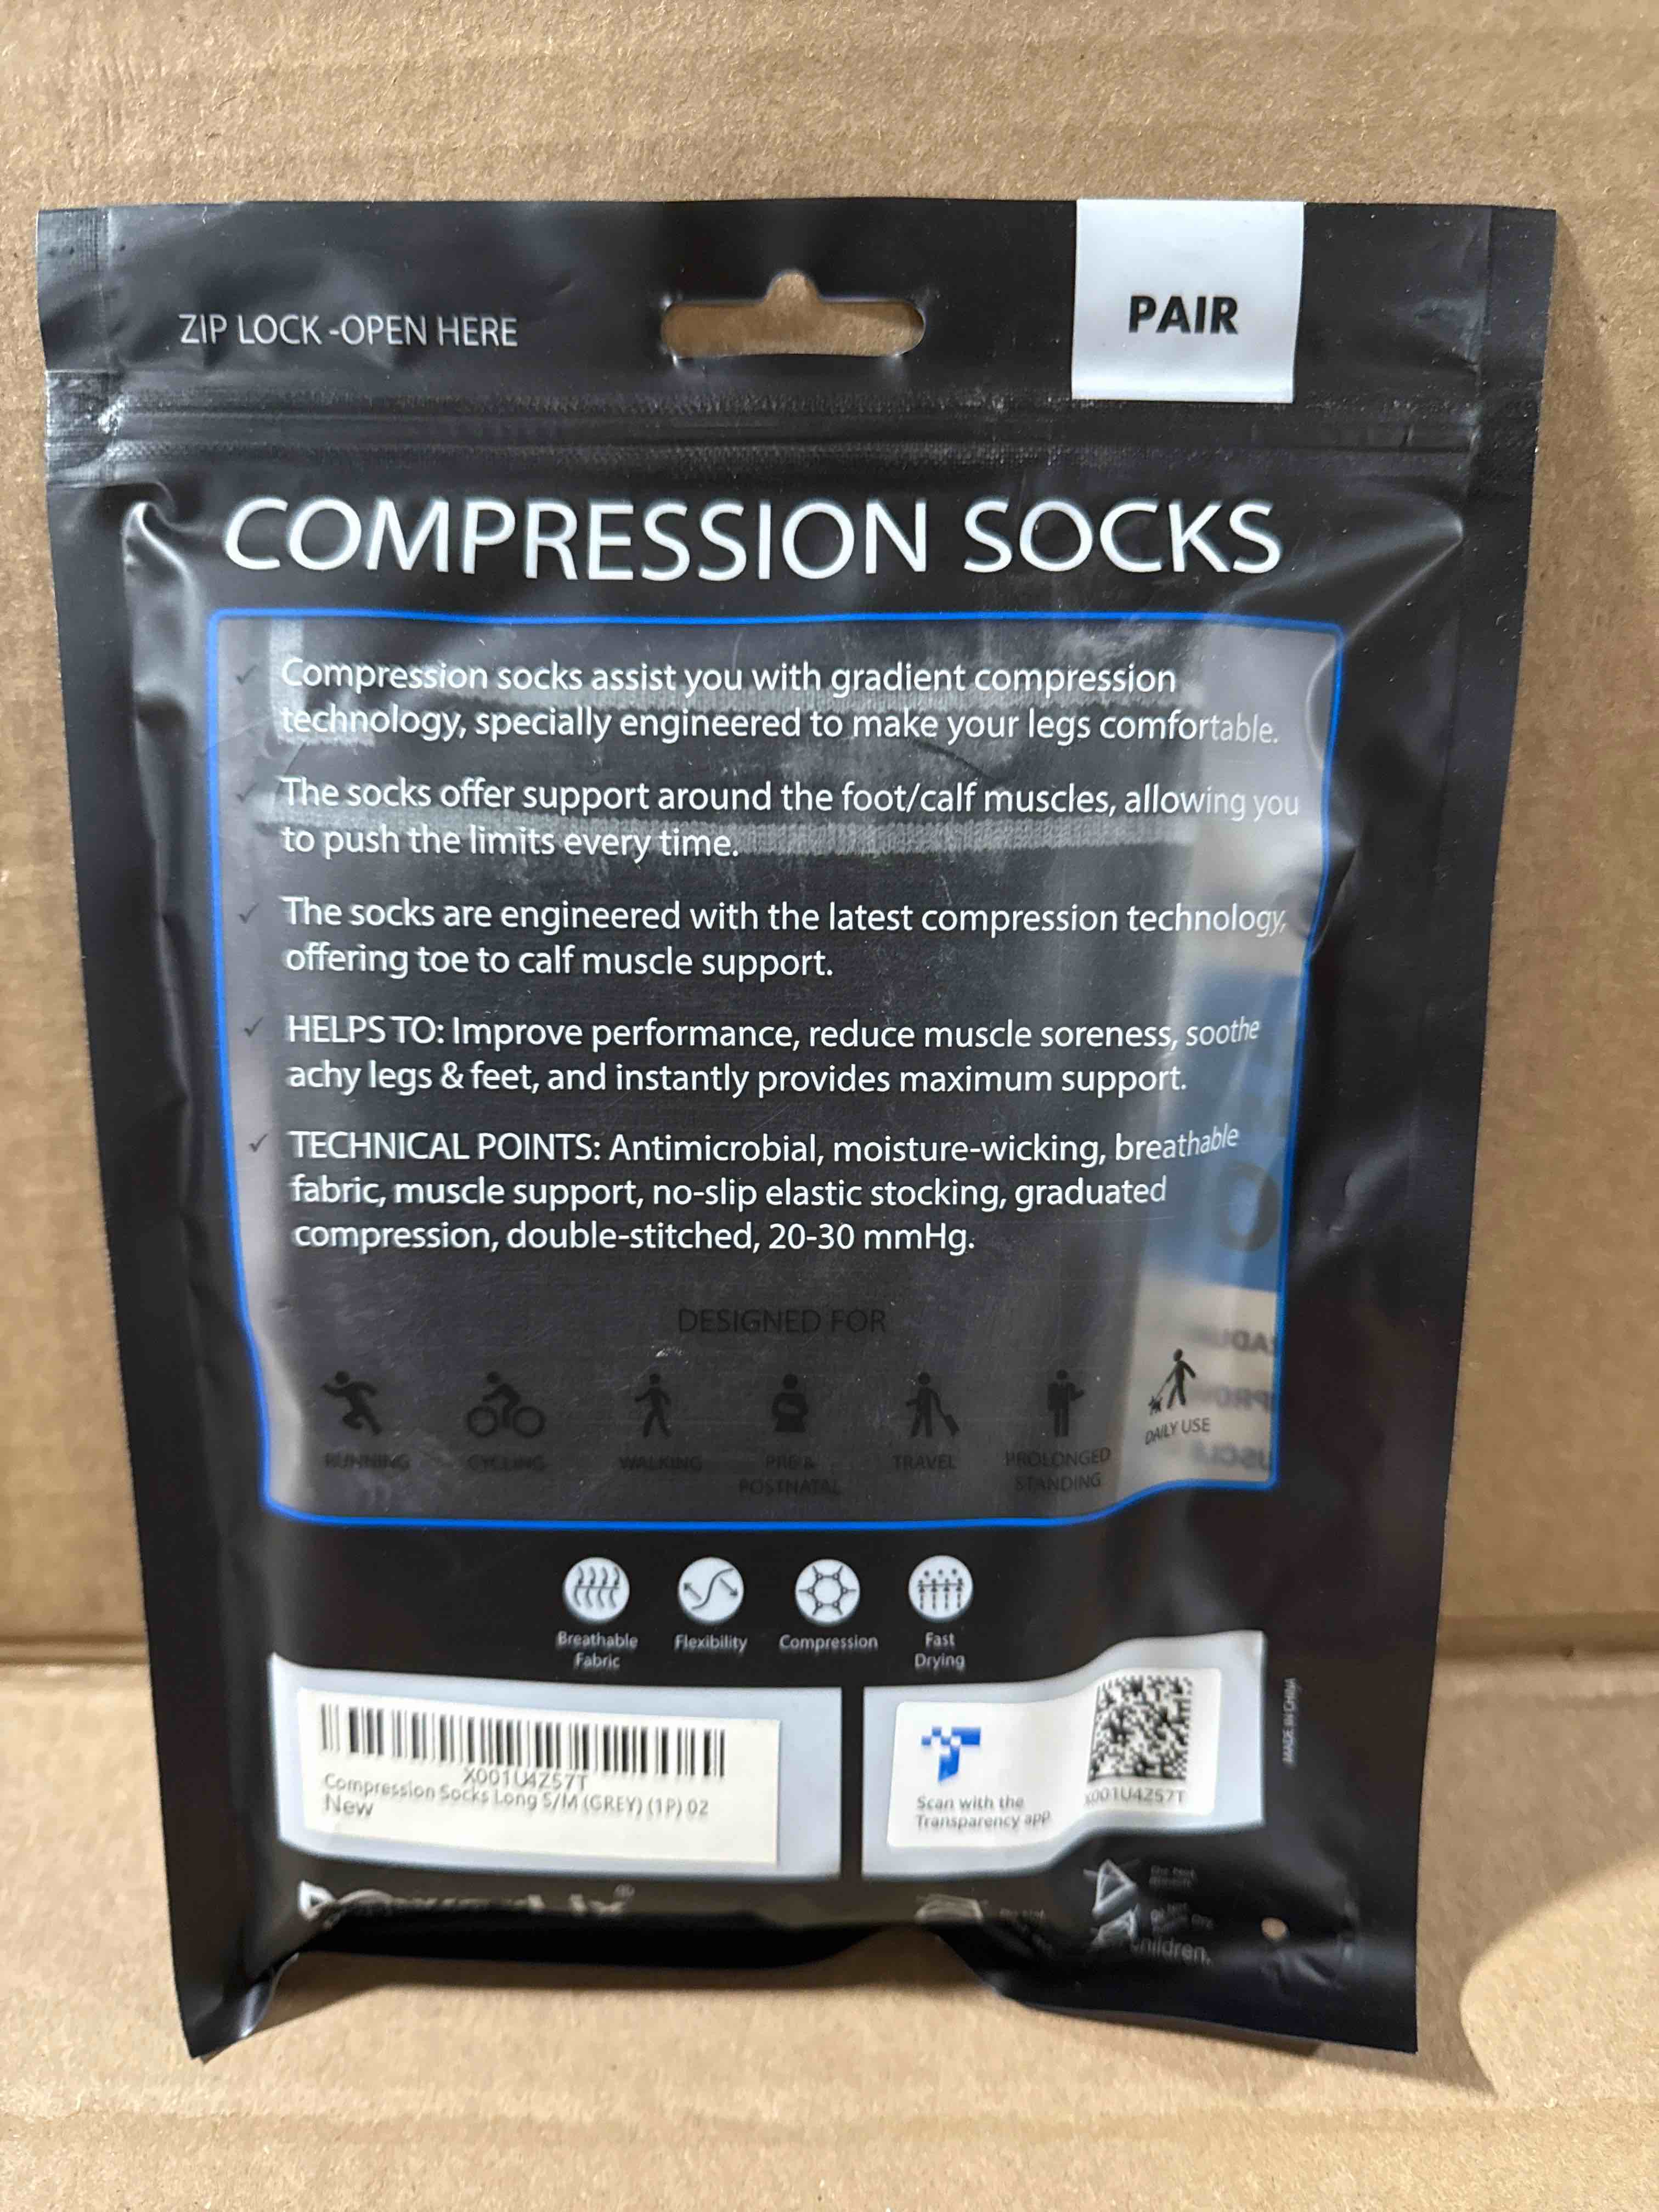 ZIP LOCK -OPEN HERE
PAIR
COMPRESSION SOCKS
Compression socks assist you with gradient compression
technology, specially engineered to make your legs comfortable.
The socks offer support around the foot/calf muscles, allowing you
to push the limits every time.
The socks are engineered with the latest compression technology,
offering toe to calf muscle support.
HELPS TO: Improve performance, reduce muscle soreness, soothe
achy legs & feet, and instantly provides maximum support.
TECHNICAL POINTS: Antimicrobial, moisture-wicking, breathable
fabric, muscle support, no-slip elastic stocking, graduated
compression, double-stitched, 20-30 mmHg.
DESIGNED FOR
RUNNING
CYCLING
WALKING
PRE &
POSTNATAL
TRAVEL
PROLONGED
STANDING
DAILY USE
Breathable
Fabric
Flexibility
Compression
Fast
Drying
X001U4Z57T
Compression Socks Long S/M (GREY) (1P) 02
New
Scan with the
Transparency app
X001U4Z57T
MADE IN CHINA
children.